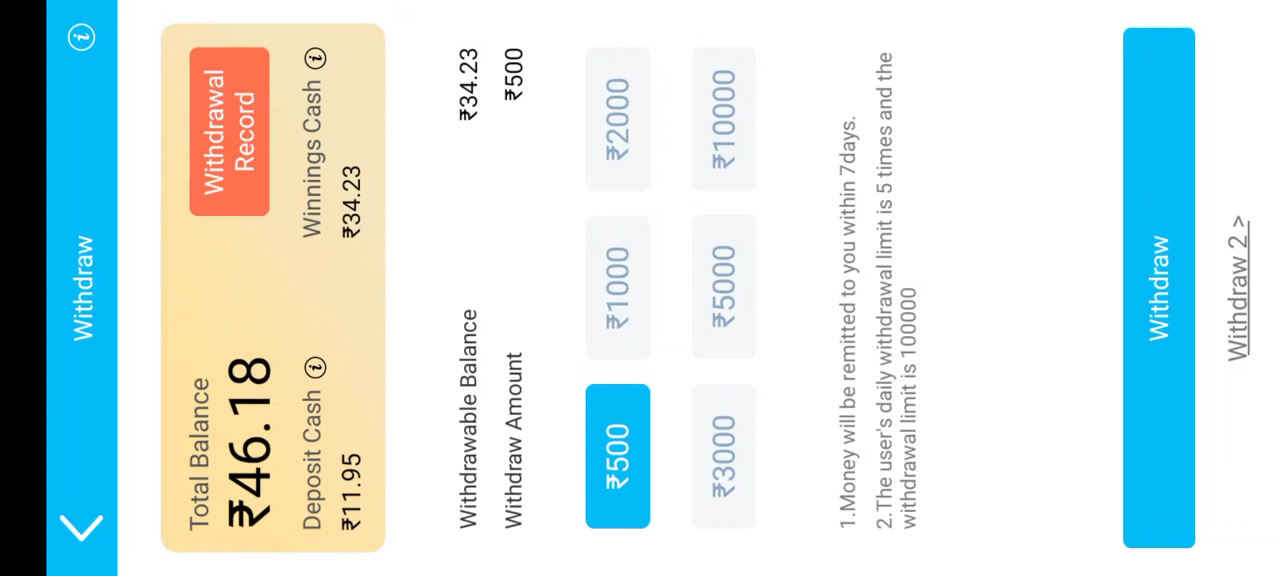 Withdraw
Total Balance
₹46.18
Withdrawal
Record
Deposit Cash
Winnings Cash
₹11.95
₹34.23
Withdrawable Balance
₹34.23
Withdraw Amount
₹500
₹500
₹1000
₹2000
₹3000
₹5000
₹10000
1.Money will be remitted to you within 7days.
2.The user's daily withdrawal limit is 5 times and the
withdrawal limit is 100000
Withdraw
Withdraw 2 >